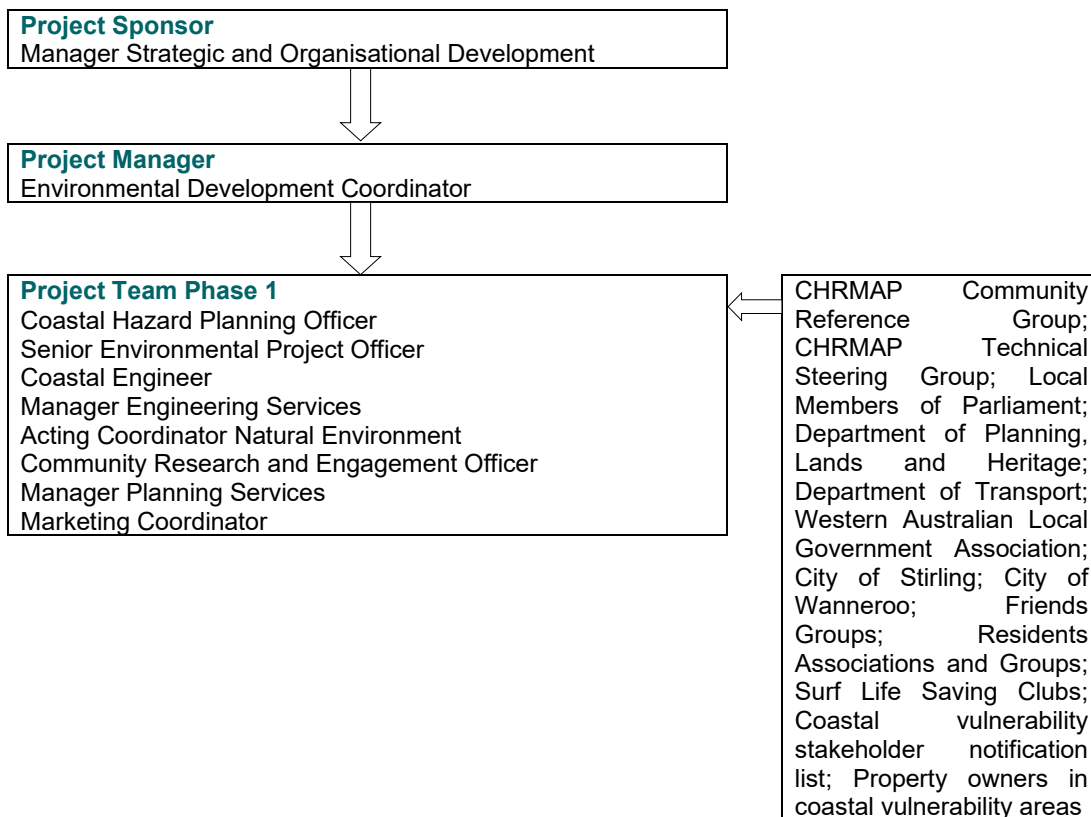 Project Sponsor
Manager Strategic and Organisational Development
Project Manager
Environmental Development Coordinator
Project Team Phase 1
Coastal Hazard Planning Officer
Senior Environmental Project Officer
Coastal Engineer
Manager Engineering Services
Acting Coordinator Natural Environment
Community Research and Engagement Officer
Manager Planning Services
Marketing Coordinator
CHRMAP Community
Reference Group;
CHRMAP Technical
Steering Group; Local
Members of Parliament;
Department of Planning,
Lands and Heritage;
Department of Transport;
Western Australian Local
Government Association;
City of Stirling; City of
Wanneroo; Friends
Groups; Residents
Associations and Groups;
Surf Life Saving Clubs;
Coastal vulnerability
stakeholder notification
list; Property owners in
coastal vulnerability areas